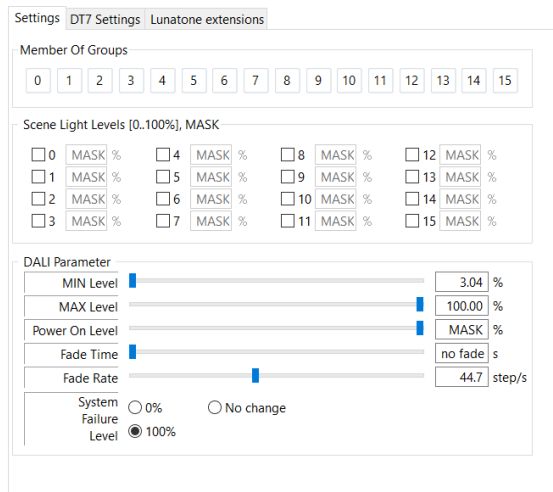 Settings DT7 Settings Lunatone extensions
Member Of Groups
0 1 2 3 4 5 6 7 8 9 10 11 12 13 14 15
Scene Light Levels [0..100%], MASK
0 MASK % 4 MASK % 8 MASK % 12 MASK %
1 MASK % 5 MASK % 9 MASK % 13 MASK %
2 MASK % 6 MASK % 10 MASK % 14 MASK %
3 MASK % 7 MASK % 11 MASK % 15 MASK %
DALI Parameter
MIN Level 3.04 %
MAX Level 100.00 %
Power On Level MASK %
Fade Time no fade s
Fade Rate 44.7 step/s
System
Failure
Level
0% No change
100%